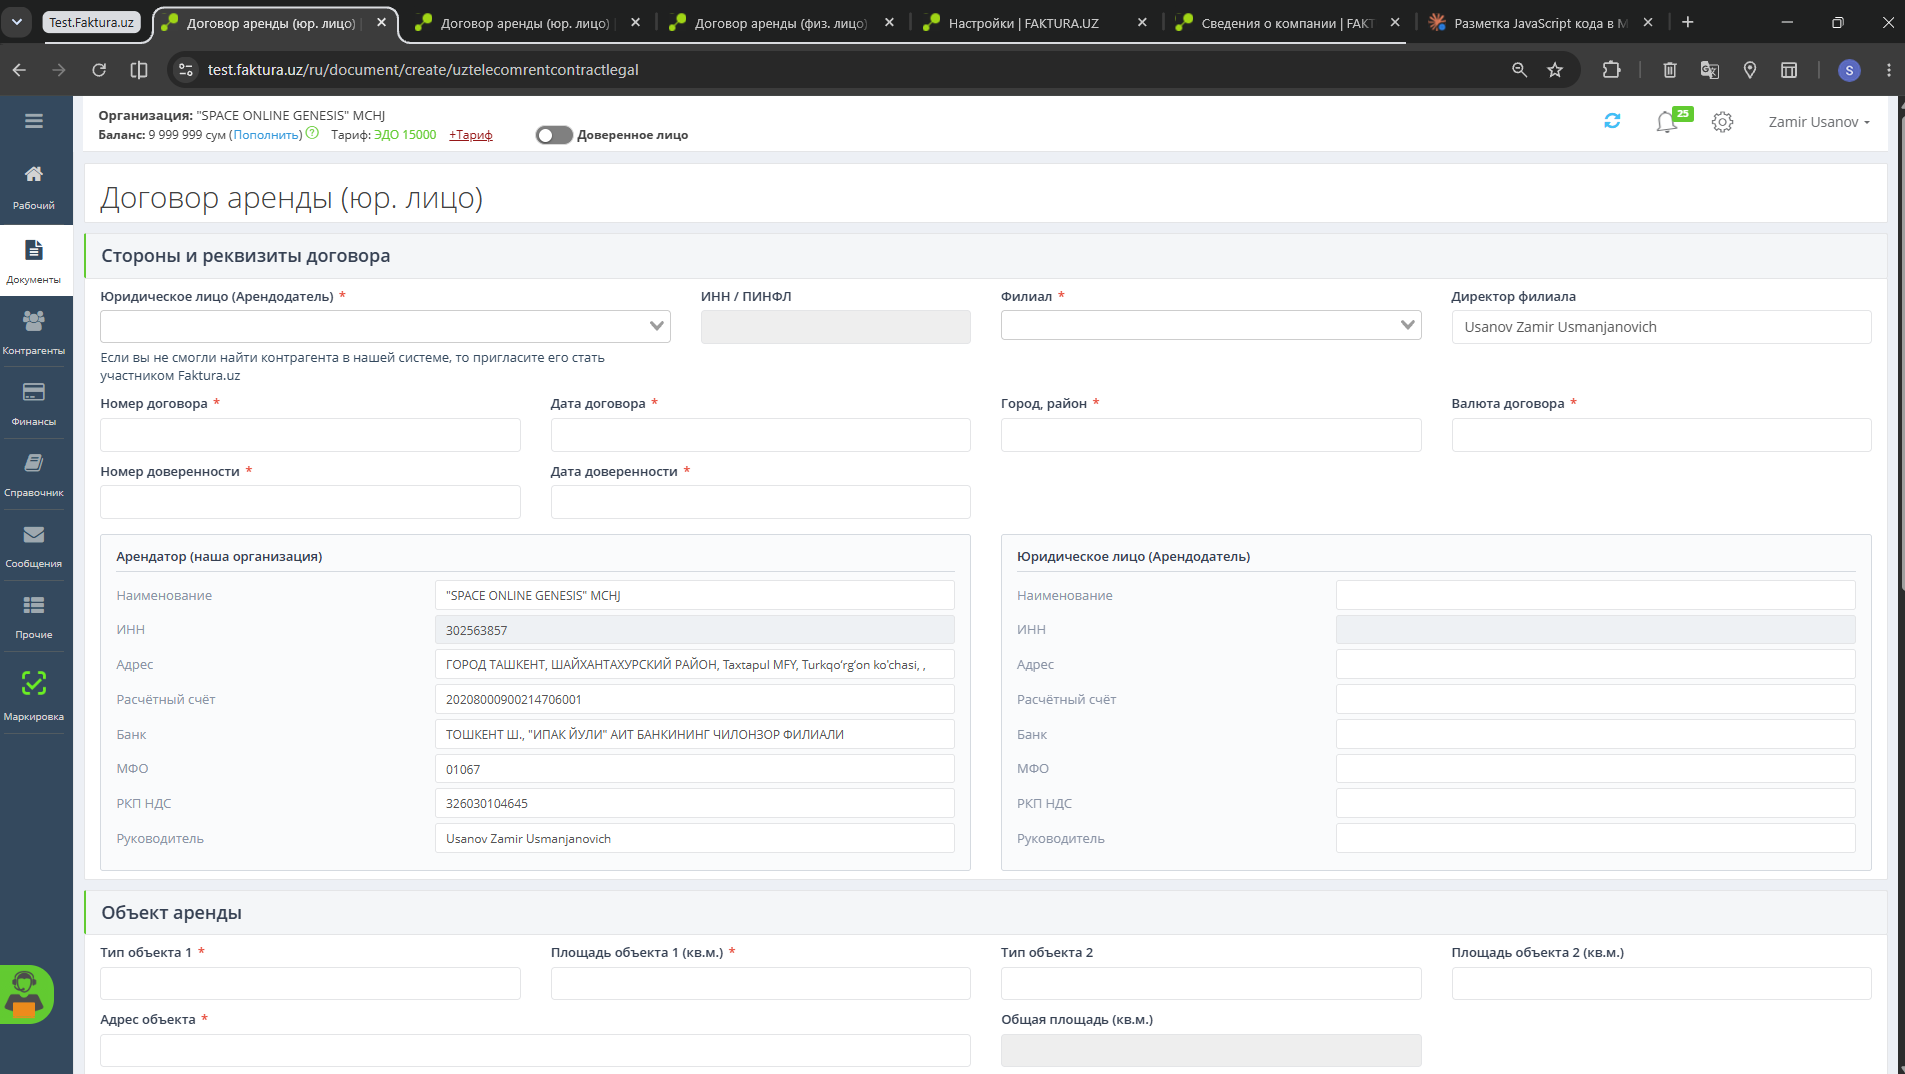 Test.Faktura.uz
Договор аренды (юр. лицо)
Договор аренды (юр. лицо)
Договор аренды (физ. лицо)
Настройки | FAKTURA.UZ
Сведения о компании | FAKT
Разметка JavaScript кода в M
test.faktura.uz/ru/document/create/uztelecomrentcontractlegal
S
Организация: "SPACE ONLINE GENESIS" MCHJ
Баланс: 9 999 999 сум (Пополнить) ? Тариф: ЭДО 15000 +Тариф
Доверенное лицо
25
Zamir Usanov
Рабочий
Документы
Контрагенты
Финансы
Справочник
Сообщения
Прочие
Маркировка
Договор аренды (юр. лицо)
Стороны и реквизиты договора
Юридическое лицо (Арендодатель) *
ИНН / ПИНФЛ
Филиал *
Директор филиала
Usanov Zamir Usmanjanovich
Если вы не смогли найти контрагента в нашей системе, то пригласите его стать
участником Faktura.uz
Номер договора *
Дата договора *
Город, район *
Валюта договора *
Номер доверенности *
Дата доверенности *
Арендатор (наша организация)
Наименование
"SPACE ONLINE GENESIS" MCHJ
ИНН
302563857
Адрес
ГОРОД ТАШКЕНТ, ШАЙХАНТАХУРСКИЙ РАЙОН, Taxtapul MFY, Turkqo‘rg‘on ko'chasi, ,
Расчётный счёт
20208000900214706001
Банк
ТОШКЕНТ Ш., "ИПАК ЙУЛИ" АИТ БАНКИНИНГ ЧИЛОНЗОР ФИЛИАЛИ
МФО
01067
РКП НДС
326030104645
Руководитель
Usanov Zamir Usmanjanovich
Юридическое лицо (Арендодатель)
Наименование
ИНН
Адрес
Расчётный счёт
Банк
МФО
РКП НДС
Руководитель
Объект аренды
Тип объекта 1 *
Площадь объекта 1 (кв.м.) *
Тип объекта 2
Площадь объекта 2 (кв.м.)
Адрес объекта *
Общая площадь (кв.м.)